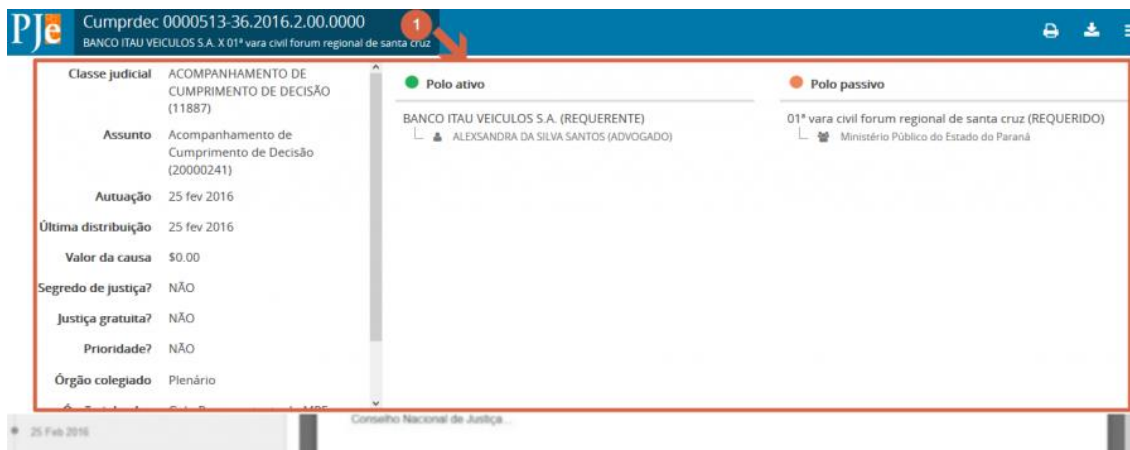 PJe
Cumprdec 0000513-36.2016.2.00.0000
BANCO ITAU VEICULOS S.A. X 01ª vara civil forum regional de santa cruz
1
Classe judicial ACOMPANHAMENTO DE
CUMPRIMENTO DE DECISÃO
(11887)
Assunto Acompanhamento de
Cumprimento de Decisão
(20000241)
Autuação 25 fev 2016
Última distribuição 25 fev 2016
Valor da causa $0.00
Segredo de justiça? NÃO
Justiça gratuita? NÃO
Prioridade? NÃO
Órgão colegiado Plenário
Polo ativo
BANCO ITAU VEICULOS S.A. (REQUERENTE)
ALEXSANDRA DA SILVA SANTOS (ADVOGADO)
Polo passivo
01ª vara civil forum regional de santa cruz (REQUERIDO)
Ministério Público do Estado do Paraná
25 Feb 2016
Conselho Nacional de Justiça...